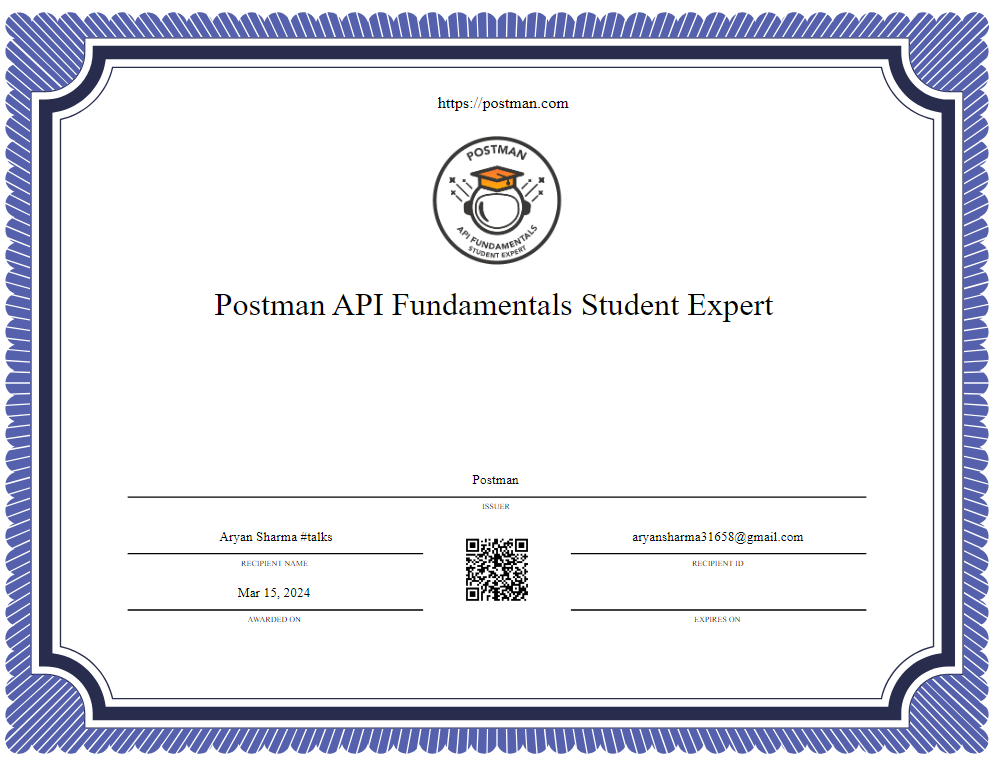 https://postman.com
POSTMAN
API FUNDAMENTALS
STUDENT EXPERT
Postman API Fundamentals Student Expert
Postman
ISSUER
Aryan Sharma #talks
RECIPIENT NAME
aryansharma31658@gmail.com
RECIPIENT ID
Mar 15, 2024
AWARDED ON
EXPIRES ON